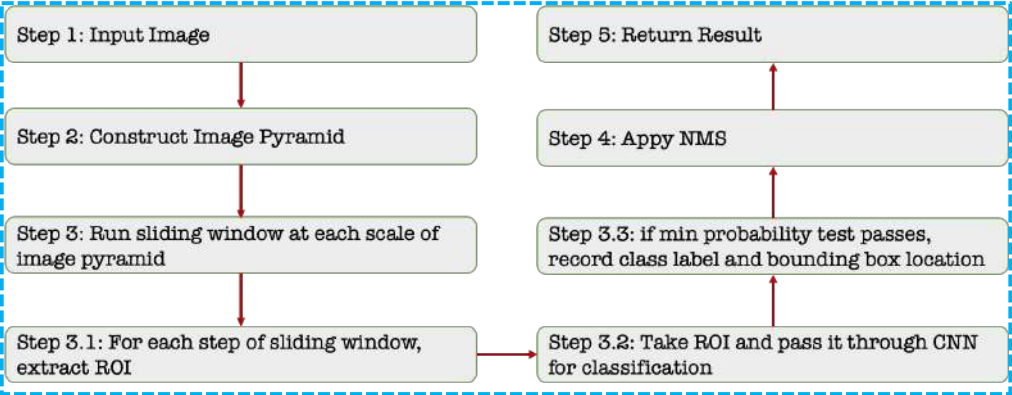 Step 1: Input Image
Step 2: Construct Image Pyramid
Step 3: Run sliding window at each scale of
image pyramid
Step 3.1: For each step of sliding window,
extract ROI
Step 3.2: Take ROI and pass it through CNN
for classification
Step 3.3: if min probability test passes,
record class label and bounding box location
Step 4: Appy NMS
Step 5: Return Result